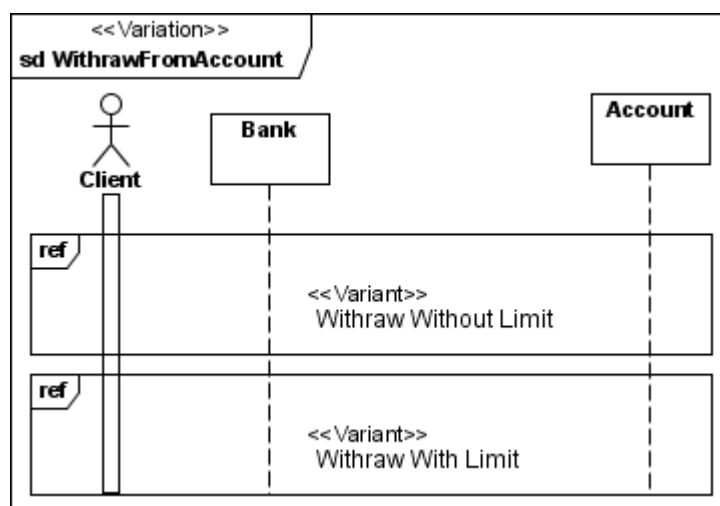 <<Variation>>
sd WithrawFromAccount
Client
Bank
Account
ref
<<Variant>>
Withraw Without Limit
ref
<<Variant>>
Withraw With Limit